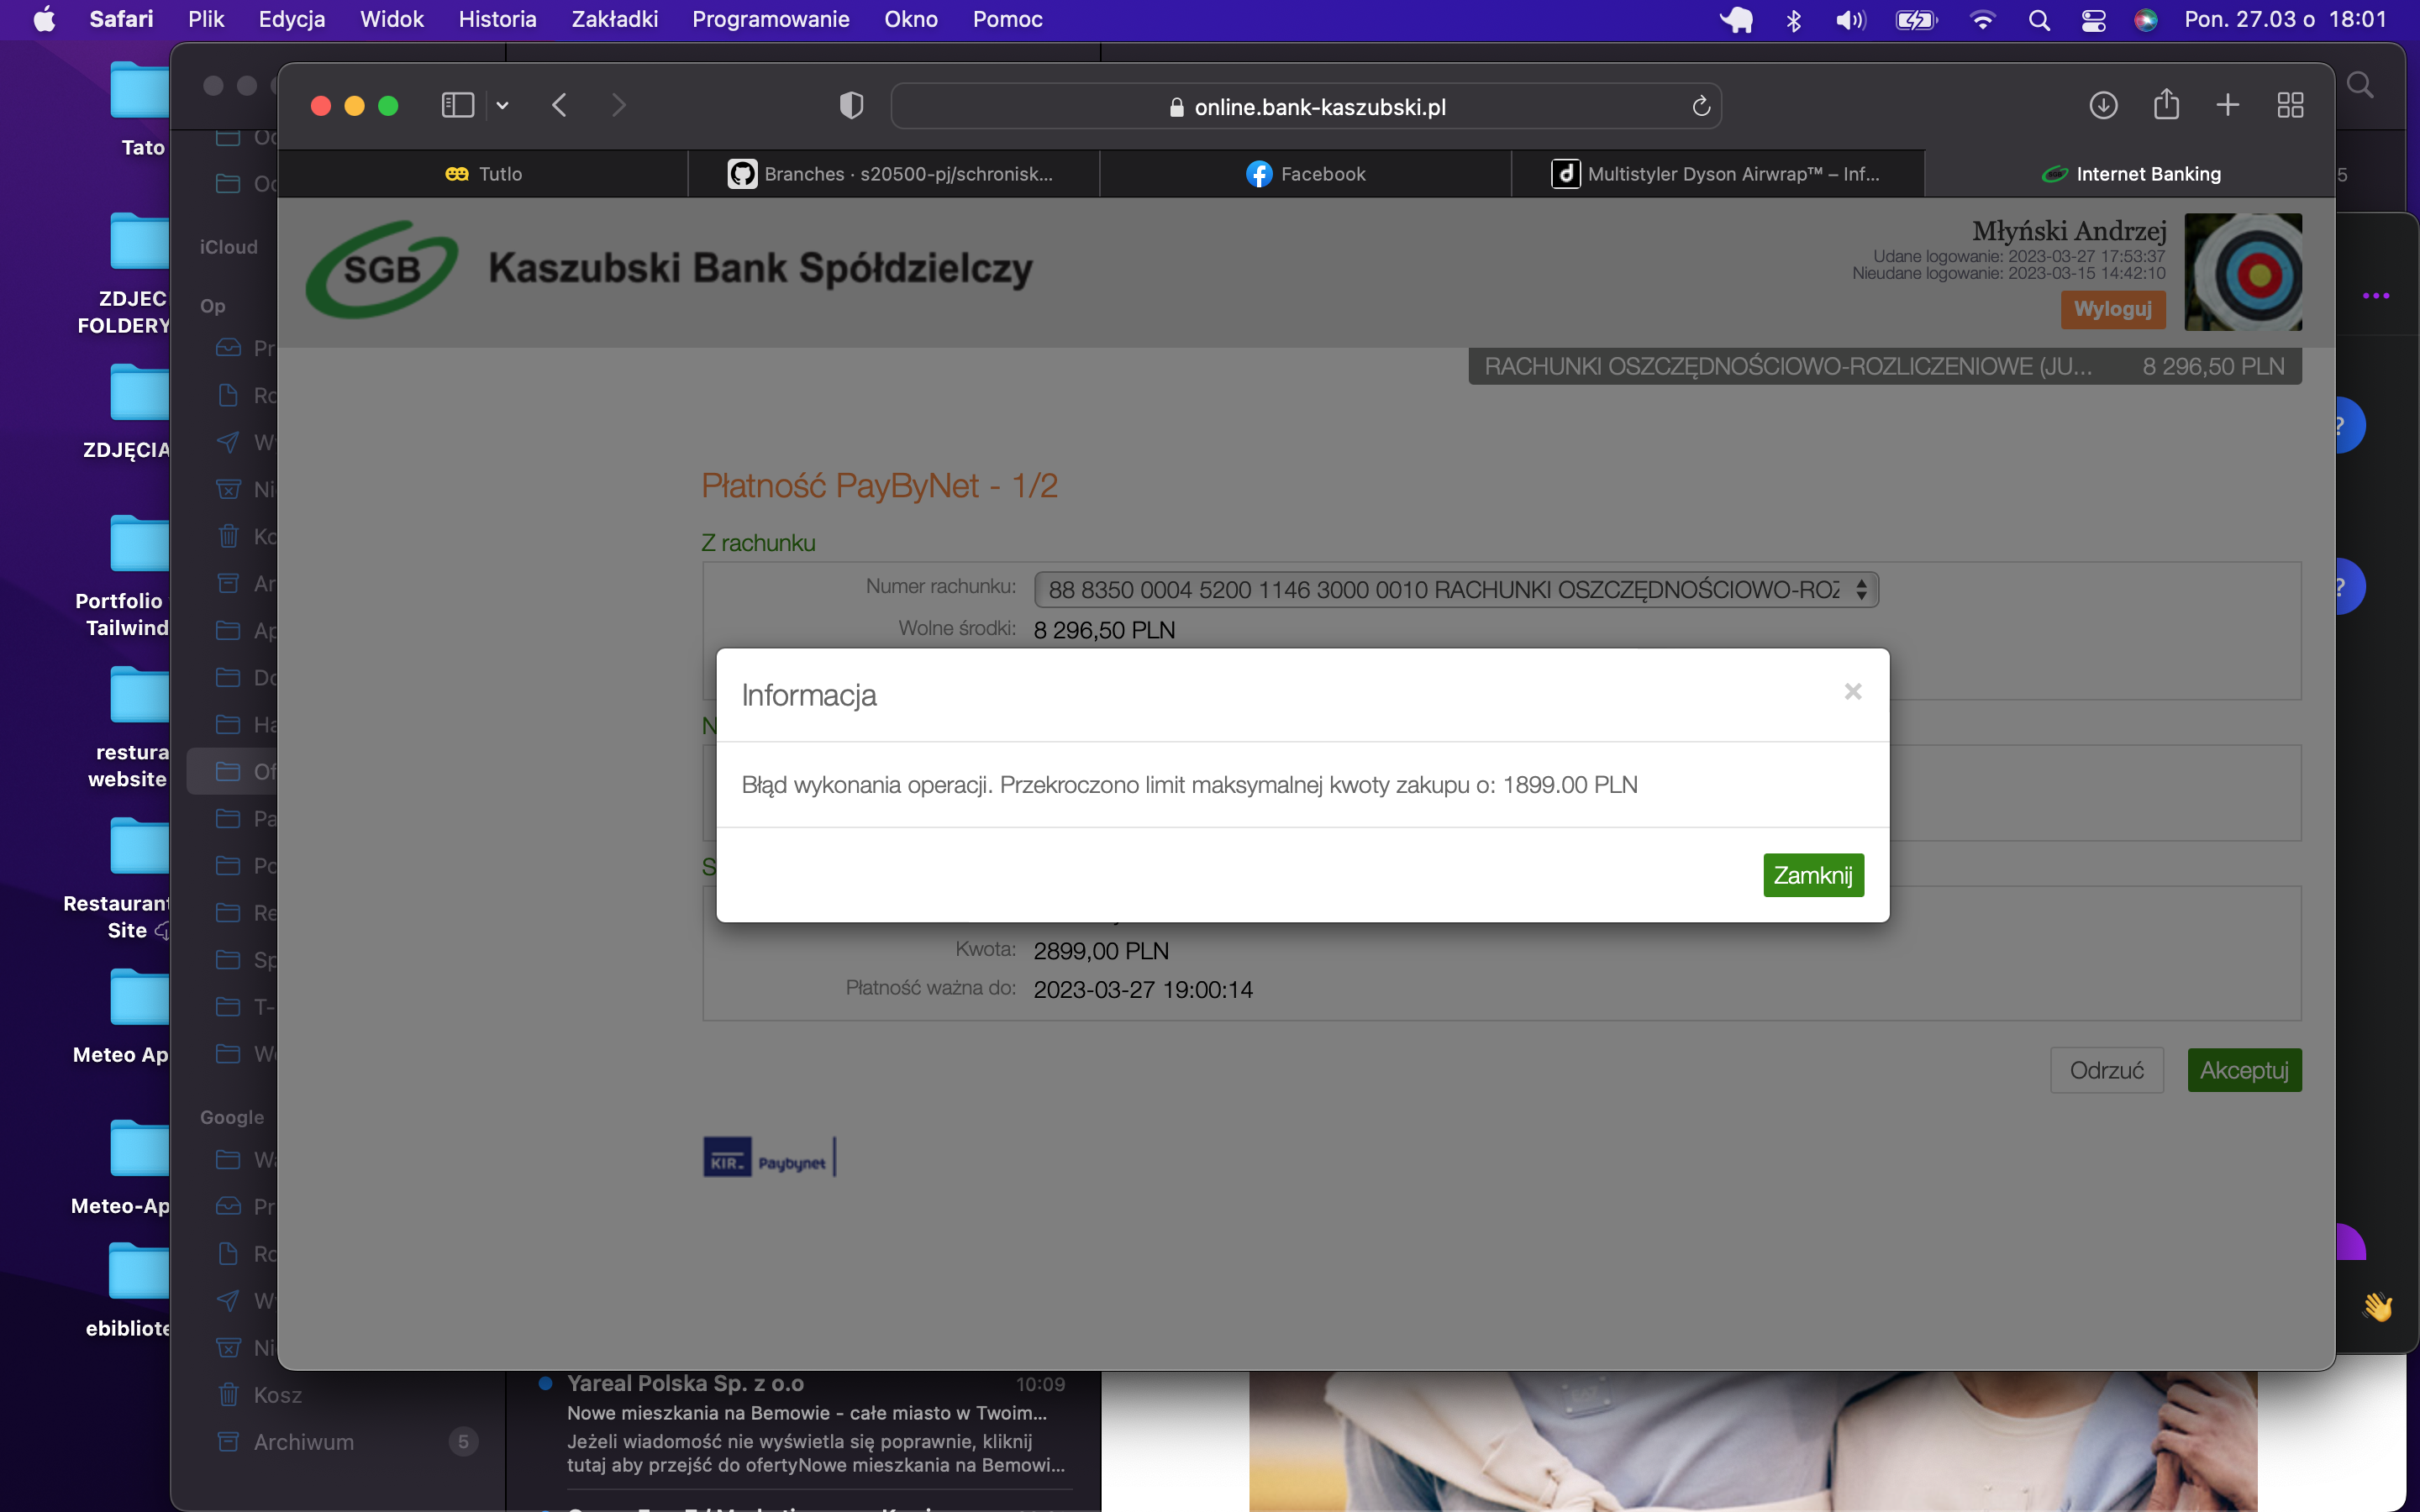 Safari Plik Edycja Widok Historia Zakładki Programowanie Okno Pomoc Pon. 27.03 o 18:01
online.bank-kaszubski.pl
Tutlo
Branches · s20500-pj/schronisk...
Facebook
Multistyler Dyson Airwrap™ – Inf...
Internet Banking
Tato
ZDJEC
FOLDERY
ZDJĘCIA
Portfolio
Tailwind
restura
website
Restaurant
Site
Meteo Ap
Meteo-Ap
ebibliote
iCloud
Op
Pr
Ni
Ar
Ap
Do
Ha
Of
Pa
Po
Re
Sp
T-
Google
Pr
Ni
Kosz
Archiwum 5
SGB Kaszubski Bank Spółdzielczy
Młyński Andrzej
Udane logowanie: 2023-03-27 17:53:37
Nieudane logowanie: 2023-03-15 14:42:10
Wyloguj
RACHUNKI OSZCZĘDNOŚCIOWO-ROZLICZENIOWE (JU... 8 296,50 PLN
Płatność PayByNet - 1/2
Z rachunku
Numer rachunku: 88 8350 0004 5200 1146 3000 0010 RACHUNKI OSZCZĘDNOŚCIOWO-ROZ
Wolne środki: 8 296,50 PLN
Informacja
Błąd wykonania operacji. Przekroczono limit maksymalnej kwoty zakupu o: 1899.00 PLN
Zamknij
Kwota: 2899,00 PLN
Płatność ważna do: 2023-03-27 19:00:14
Odrzuć Akceptuj
KIR Paybynet
Yareal Polska Sp. z o.o 10:09
Nowe mieszkania na Bemowie - całe miasto w Twoim...
Jeżeli wiadomość nie wyświetla się poprawnie, kliknij
tutaj aby przejść do ofertyNowe mieszkania na Bemowi...